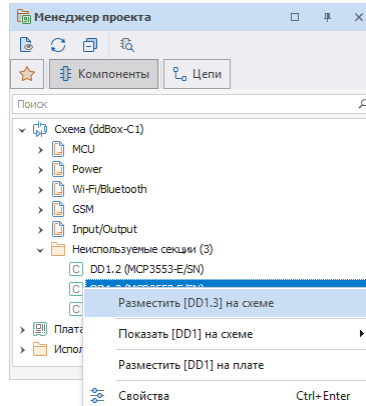 Менеджер проекта
Компоненты
Цепи
Поиск
Схема (ddBox-C1)
MCU
Power
Wi-Fi/Bluetooth
GSM
Input/Output
Неиспользуемые секции (3)
C DD1.2 (MCP3553-E/SN)
C
Разместить [DD1.3] на схеме
C
Показать [DD1] на схеме
Разместить [DD1] на плате
Свойства Ctrl+Enter